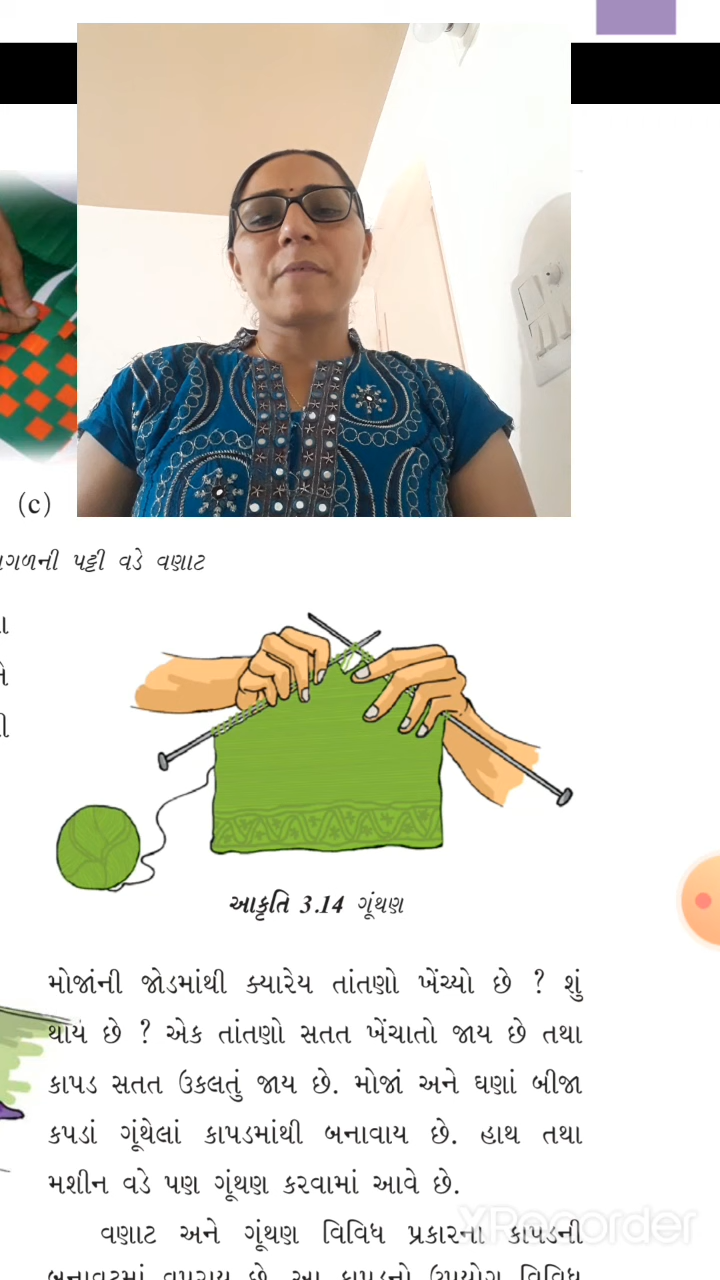 (c)
પટ્ટી વડે વણાટ
આકૃતિ 3.14 ગૂંથણ
મોજાંની જોડમાંથી ક્યારેય તાંતણો ખેંચ્યો છે ? શું
થાય છે ? એક તાંતણો સતત ખેંચાતો જાય છે તથા
કાપડ સતત ઉકલતું જાય છે. મોજાં અને ઘણાં બીજા
કપડાં ગૂંથેલાં કાપડમાંથી બનાવાય છે. હાથ તથા
મશીન વડે પણ ગૂંથણ કરવામાં આવે છે.
વણાટ અને ગૂંથણ વિવિધ પ્રકારના કાપડની
XRecorder